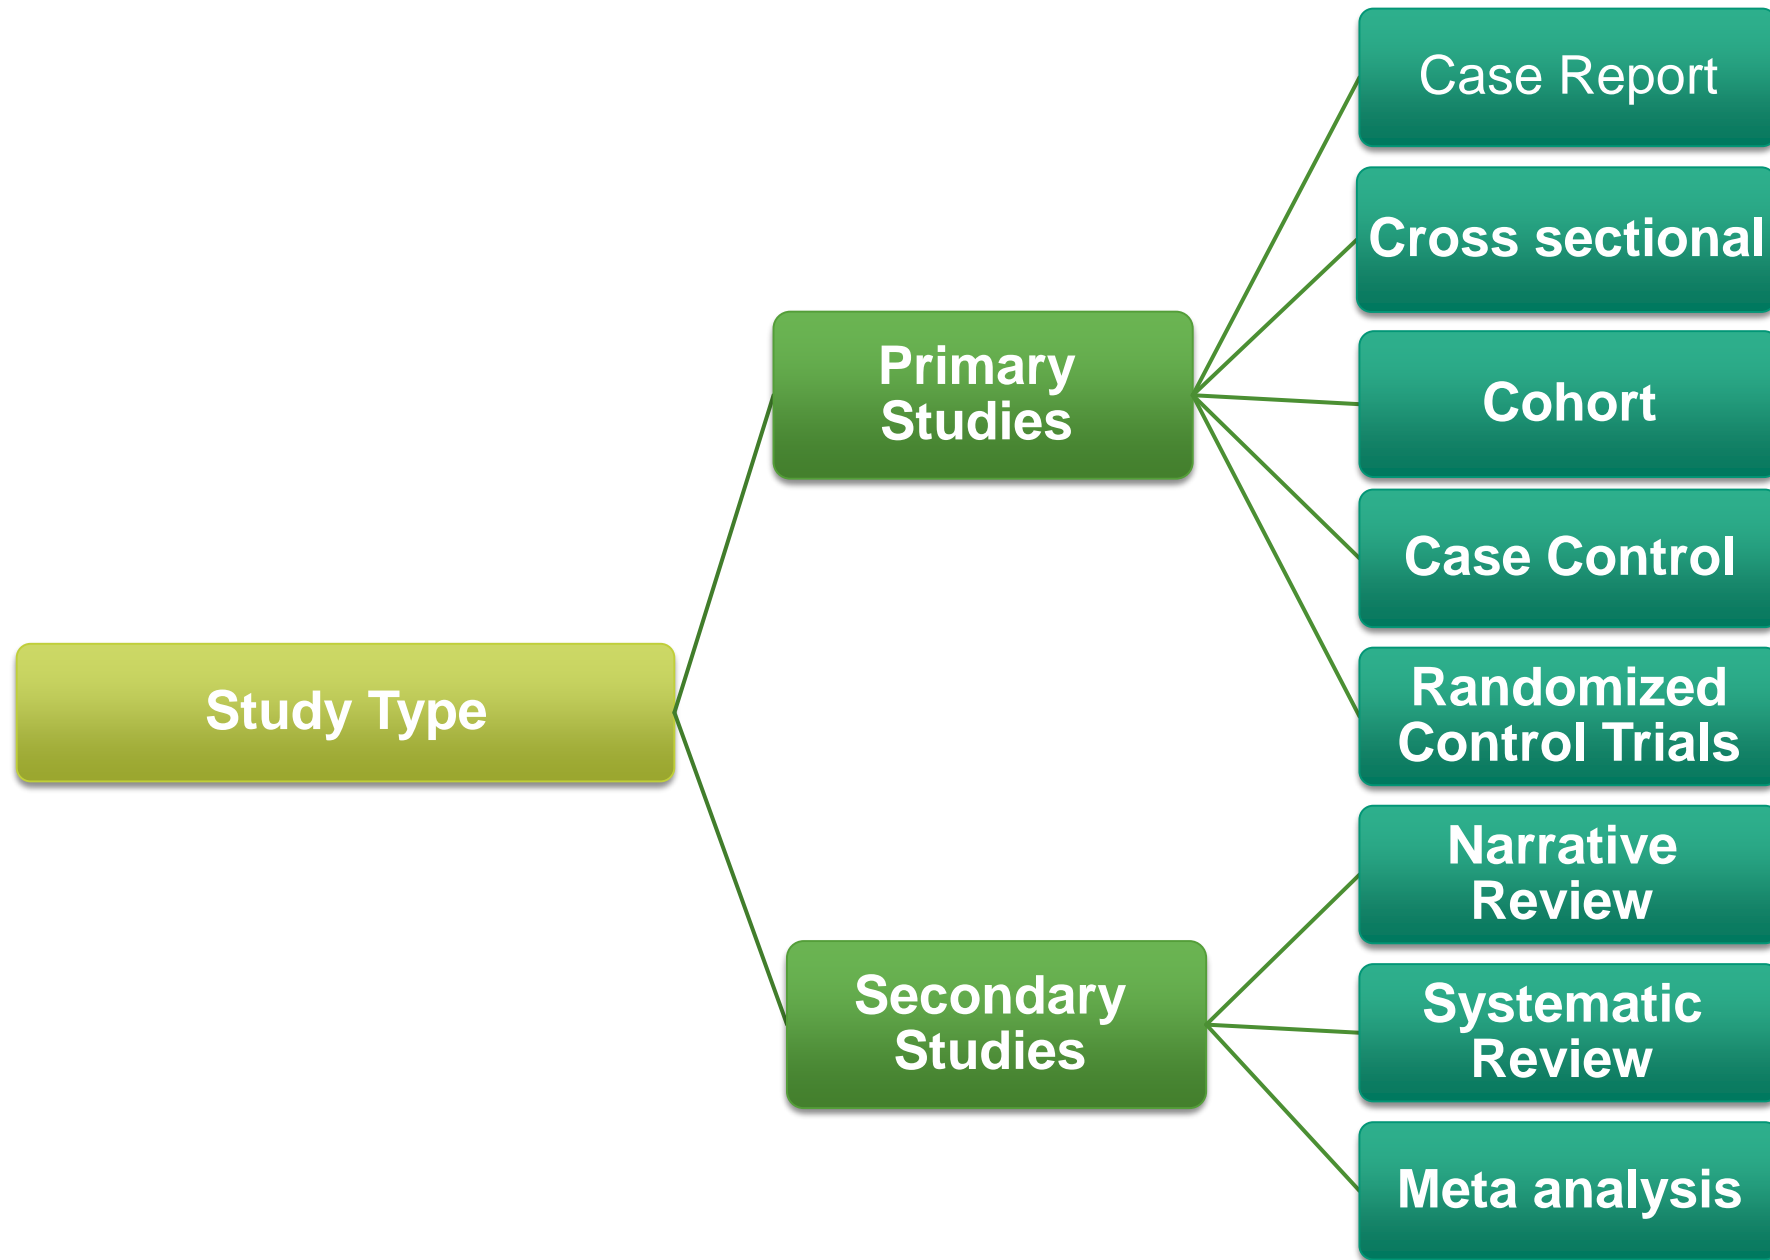 Case Report
Cross sectional
Primary
Studies
Cohort
Case Control
Study Type
Randomized
Control Trials
Narrative
Review
Secondary
Studies
Systematic
Review
Meta analysis